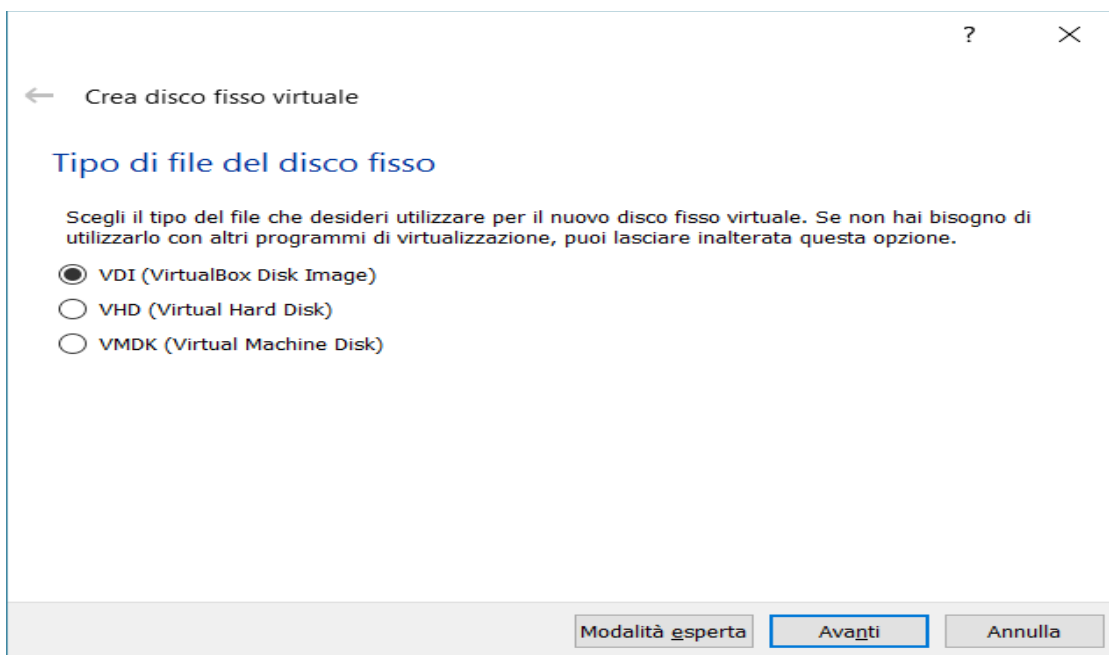 ?
Crea disco fisso virtuale
Tipo di file del disco fisso
Scegli il tipo del file che desideri utilizzare per il nuovo disco fisso virtuale. Se non hai bisogno di
utilizzarlo con altri programmi di virtualizzazione, puoi lasciare inalterata questa opzione.
VDI (VirtualBox Disk Image)
VHD (Virtual Hard Disk)
VMDK (Virtual Machine Disk)
Modalità esperta Avanti Annulla